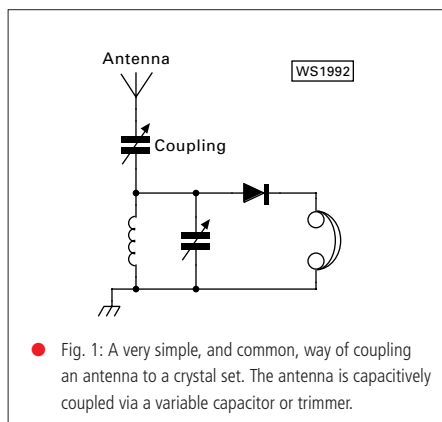 Antenna
WS1992
Coupling
Fig. 1: A very simple, and common, way of coupling
an antenna to a crystal set. The antenna is capacitively
coupled via a variable capacitor or trimmer.